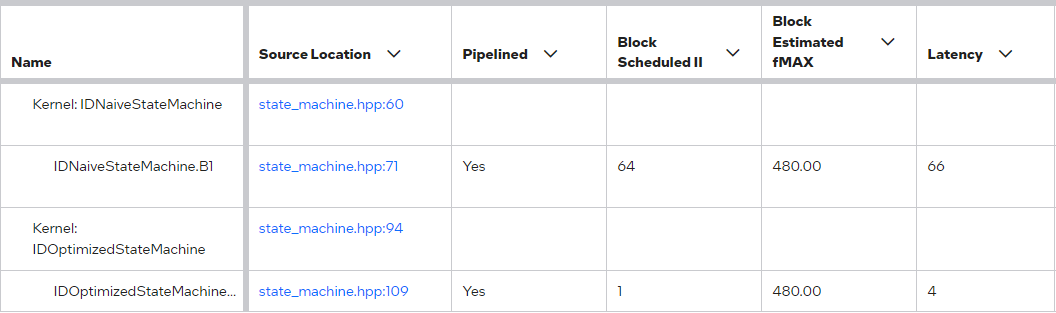 Name
Source Location
Pipelined
Block
Scheduled II
Block
Estimated
fMAX
Latency
Kernel: IDNaiveStateMachine
state_machine.hpp:60
IDNaiveStateMachine.B1
state_machine.hpp:71
Yes
64
480.00
66
Kernel:
IDOptimizedStateMachine
state_machine.hpp:94
IDOptimizedStateMachine...
state_machine.hpp:109
Yes
1
480.00
4